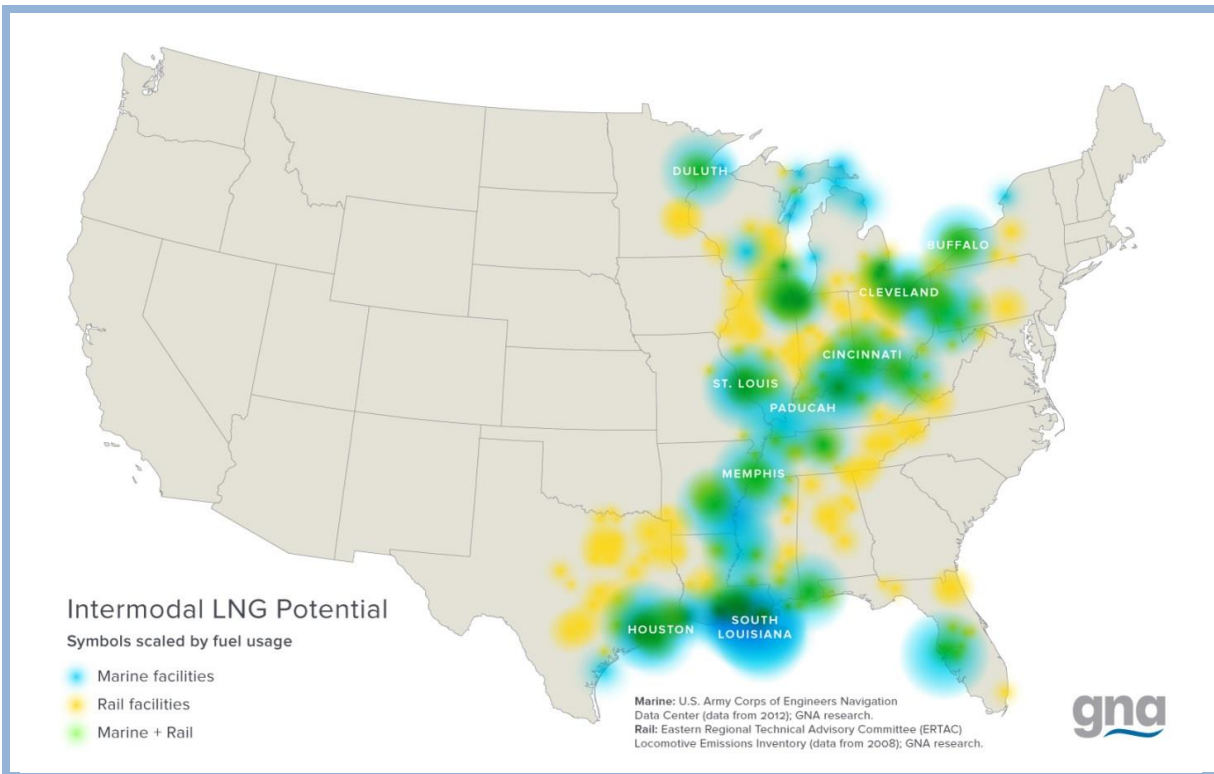 DULUTH
BUFFALO
CLEVELAND
CINCINNATI
ST. LOUIS
PADUCAH
MEMPHIS
HOUSTON
SOUTH
LOUISIANA
Intermodal LNG Potential
Symbols scaled by fuel usage
Marine facilities
Rail facilities
Marine + Rail
Marine: U.S. Army Corps of Engineers Navigation
Data Center (data from 2012); GNA research.
Rail: Eastern Regional Technical Advisory Committee (ERTAC)
Locomotive Emissions Inventory (data from 2008); GNA research.
gna